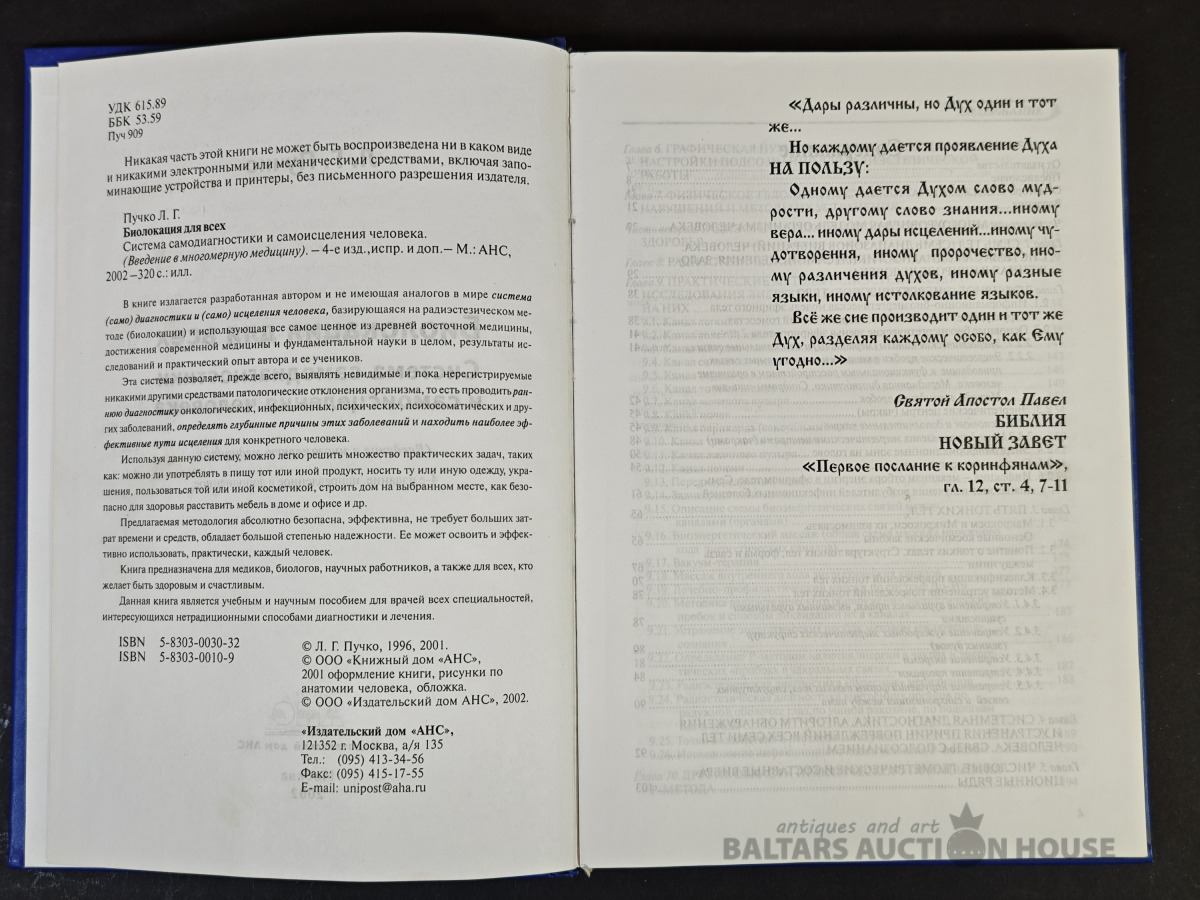 УДК 615.89
ББК 53.59
Пуч 909
Никакая часть этой книги не может быть воспроизведена ни в каком виде
и никакими электронными или механическими средствами, включая запо-
минающие устройства и принтеры, без письменного разрешения издателя.
Пучко Л. Г.
Биолокация для всех
Система самодиагностики и самоисцеления человека.
(Введение в многомерную медицину). — 4-е изд.,испр. и доп.— М.: АНС,
2002 —320 с.: илл.
В книге излагается разработанная автором и не имеющая аналогов в мире система
(само) диагностики и (само) исцеления человека, базирующаяся на радиэстезическом ме-
тоде (биолокации) и использующая все самое ценное из древней восточной медицины,
достижения современной медицины и фундаментальной науки в целом, результаты ис-
следований и практический опыт автора и ее учеников.
Эта система позволяет, прежде всего, выявлять невидимые и пока нерегистрируемые
никакими другими средствами патологические отклонения организма, то есть проводить ран-
нюю диагностику онкологических, инфекционных, психических, психосоматических и дру-
гих заболеваний, определять глубинные причины этих заболеваний и находить наиболее эф-
фективные пути исцеления для конкретного человека.
Используя данную систему, можно легко решить множество практических задач, таких
как: можно ли употреблять в пищу тот или иной продукт, носить ту или иную одежду, укра-
шения, пользоваться той или иной косметикой, строить дом на выбранном месте, как безо-
пасно для здоровья расставить мебель в доме и офисе и др.
Предлагаемая методология абсолютно безопасна, эффективна, не требует больших зат-
рат времени и средств, обладает большой степенью надежности. Ее может освоить и эффек-
тивно использовать, практически, каждый человек.
Книга предназначена для медиков, биологов, научных работников, а также для всех, кто
желает быть здоровым и счастливым.
Данная книга является учебным и научным пособием для врачей всех специальностей,
интересующихся нетрадиционными способами диагностики и лечения.
ISBN 5-8303-0030-32
ISBN 5-8303-0010-9
© Л. Г. Пучко, 1996, 2001.
© ООО «Книжный дом «АНС»,
2001 оформление книги, рисунки по
анатомии человека, обложка.
© ООО «Издательский дом «АНС», 2002.
«Издательский дом «АНС»,
121352 г. Москва, а/я 135
Тел.: (095) 413-34-56
Факс: (095) 415-17-55
E-mail: unipost@aha.ru
«Дары различны, но Дух один и тот
же...
Но каждому дается проявление Духа
НА ПОЛЬЗУ:
Одному дается Духом слово муд-
рости, другому слово знания...иному
вера... иному дары исцелений...иному чу-
дотворения, иному пророчество, ино-
му различения духов, иному разные
языки, иному истолкование языков.
Всё же сие производит один и тот же
Дух, разделяя каждому особо, как Ему
угодно...»
Святой Апостол Павел
БИБЛИЯ
НОВЫЙ ЗАВЕТ
«Первое послание к коринфянам»,
гл. 12, ст. 4, 7-11
antiques and art
BALTARS AUCTION HOUSE